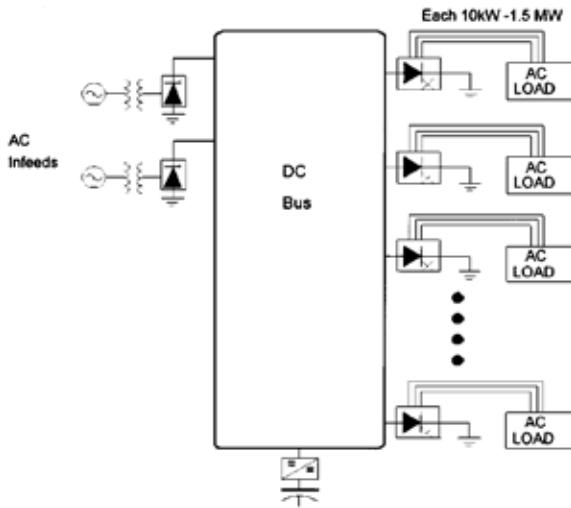 Each 10kW -1.5 MW
AC
LOAD
AC
Infeeds
DC
Bus
AC
LOAD
AC
LOAD
AC
LOAD